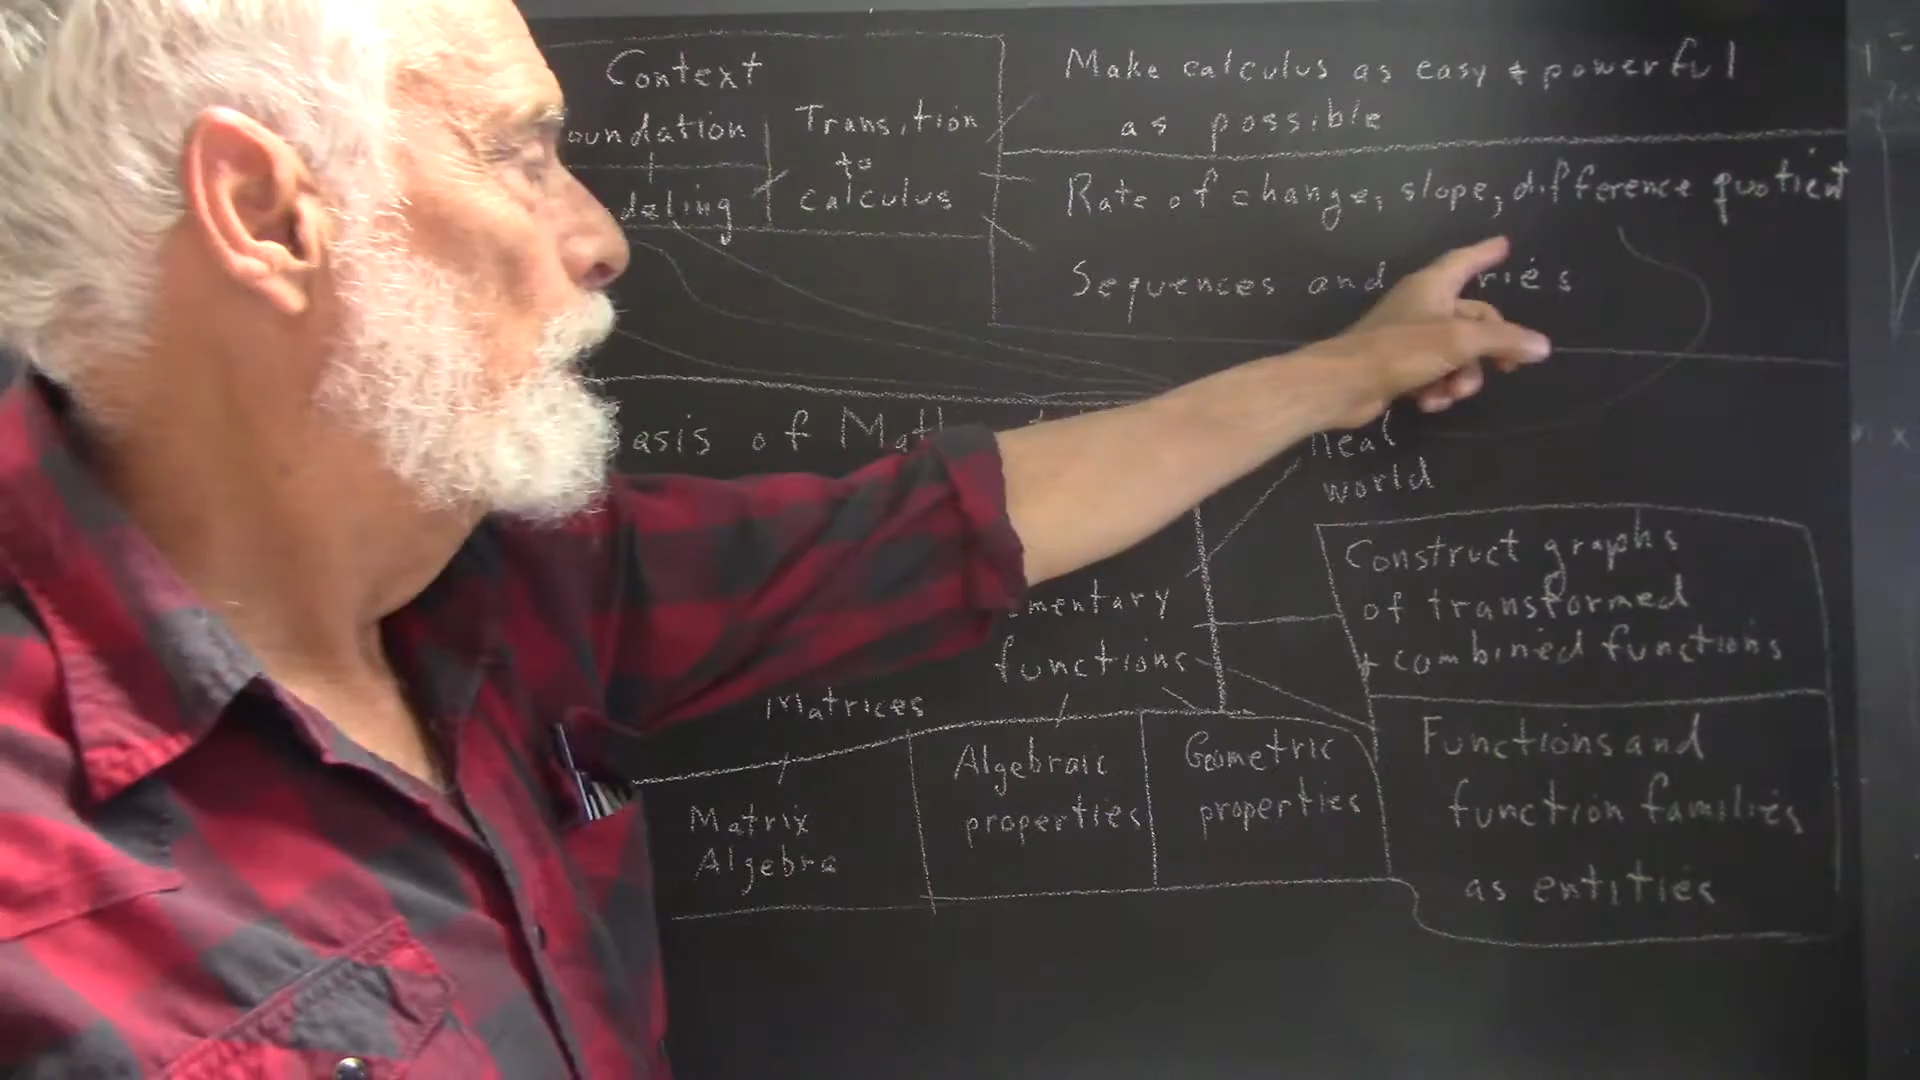 Context
oundation
Transition
to
calculus
deling
Make calculus as easy & powerful
as possible
Rate of change, slope, difference quotient
Sequences and ries
asis of Mat
Real
world
mentary
functions
Matrices
Matrix
Algebra
Algebraic
properties
Geometric
properties
Construct graphs
of transformed
+ combined functions
Functions and
function families
as entities